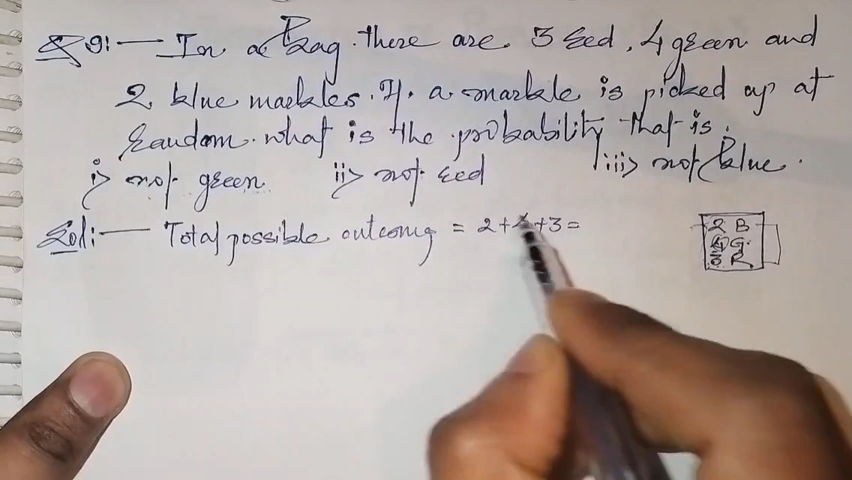 Q 9:— In a Bag there are 3 red, 4 green and
2 blue marbles. If a marble is picked up at
random. what is the probability that is.
i> not green ii> not red iii> not blue.
Sol:— Total possible outcomes = 2+4+3=
2 B
4 G
3 R